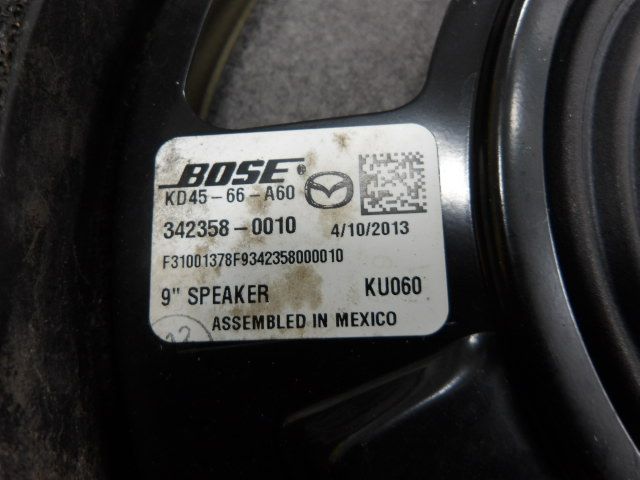 BOSE®
KD45-66-A60
342358-0010 4/10/2013
F31001378F9342358000010
9" SPEAKER KU060
ASSEMBLED IN MEXICO